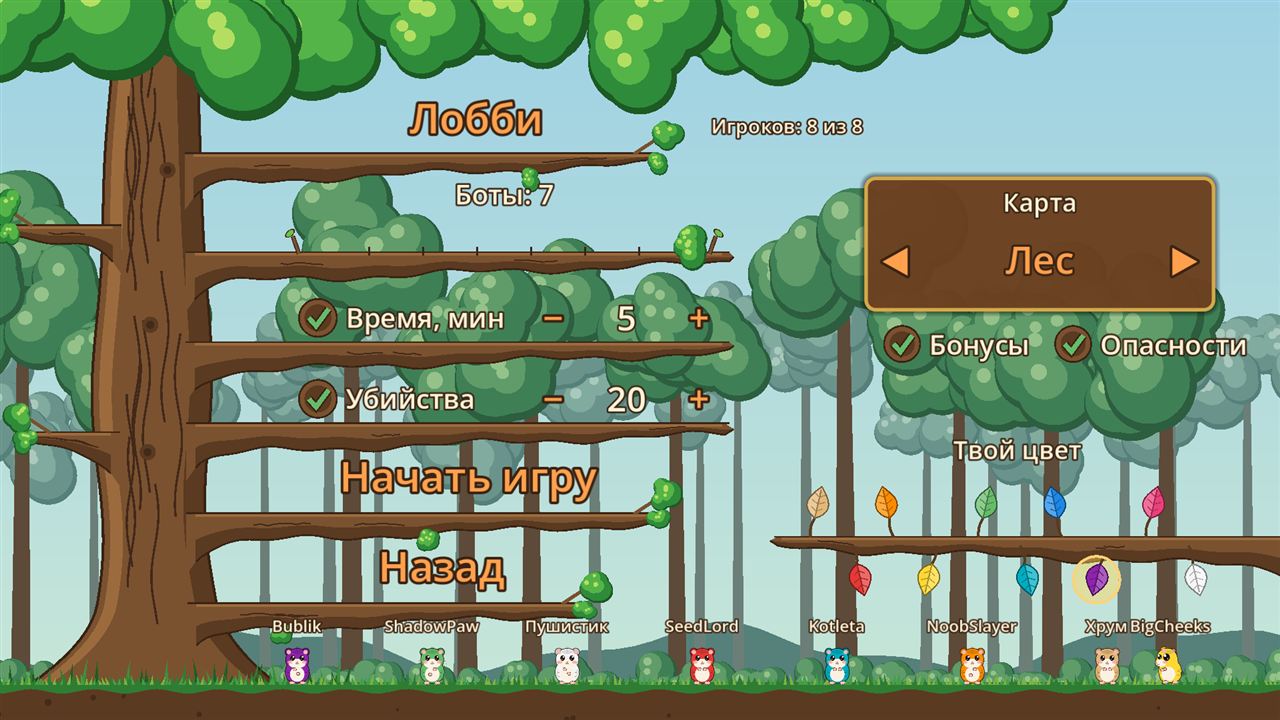 Лобби
Игроков: 8 из 8
Боты: 7
Карта
Лес
Время, мин − 5 +
Бонусы Опасности
Убийства − 20 +
Твой цвет
Начать игру
Назад
Bublik ShadowPaw Пушистик SeedLord Kotleta NoobSlayer Хрум BigCheeks